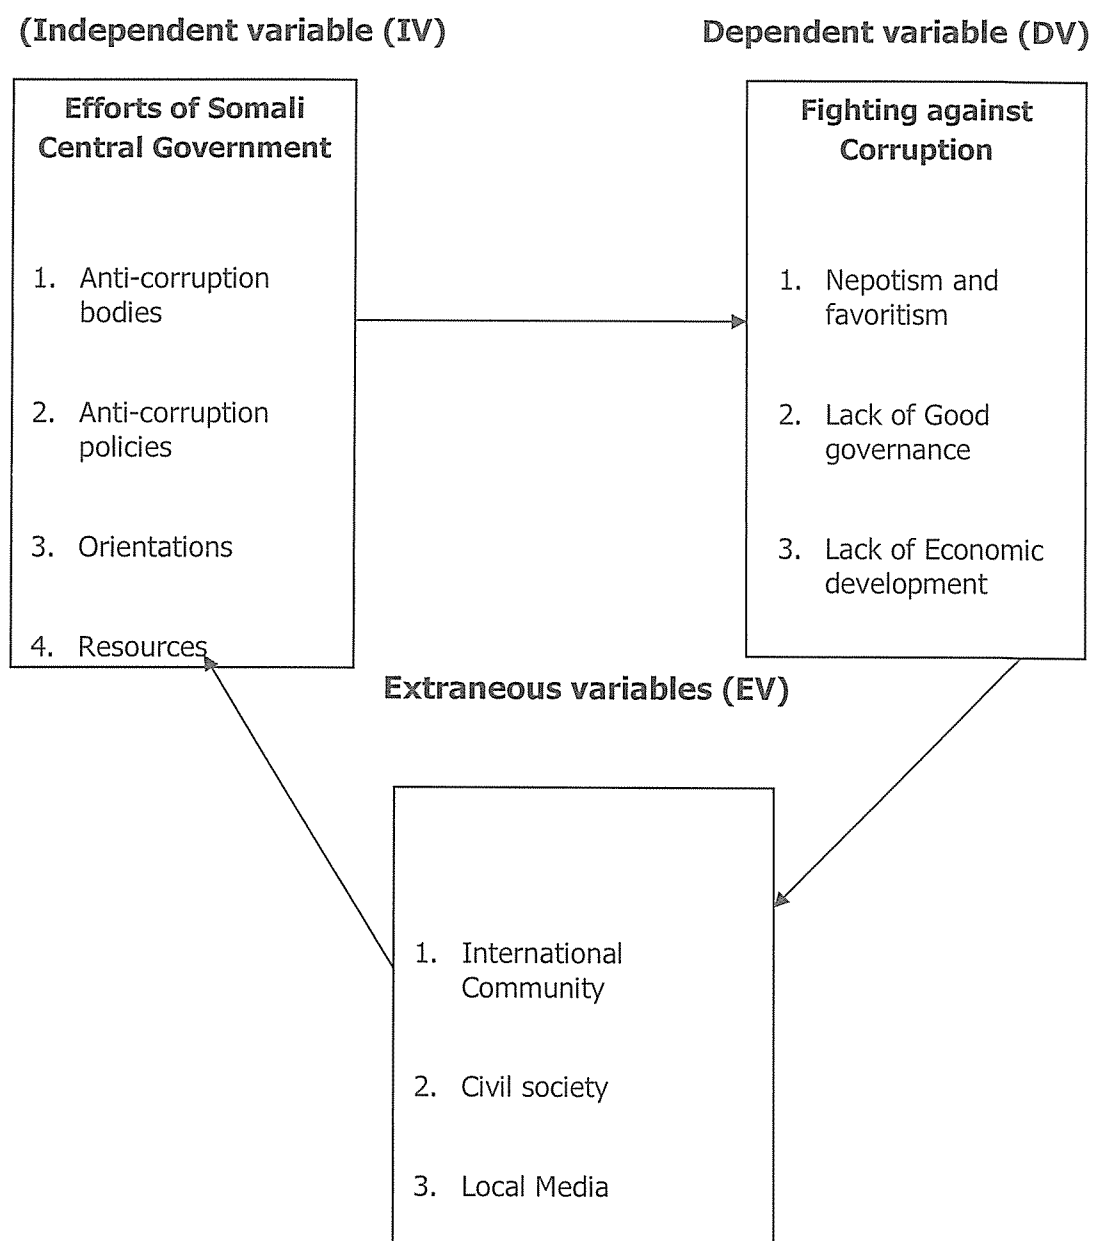 (Independent variable (IV)
Dependent variable (DV)
Efforts of Somali
Central Government
1. Anti-corruption
bodies
2. Anti-corruption
policies
3. Orientations
4. Resources
Fighting against
Corruption
1. Nepotism and
favoritism
2. Lack of Good
governance
3. Lack of Economic
development
Extraneous variables (EV)
1. International
Community
2. Civil society
3. Local Media